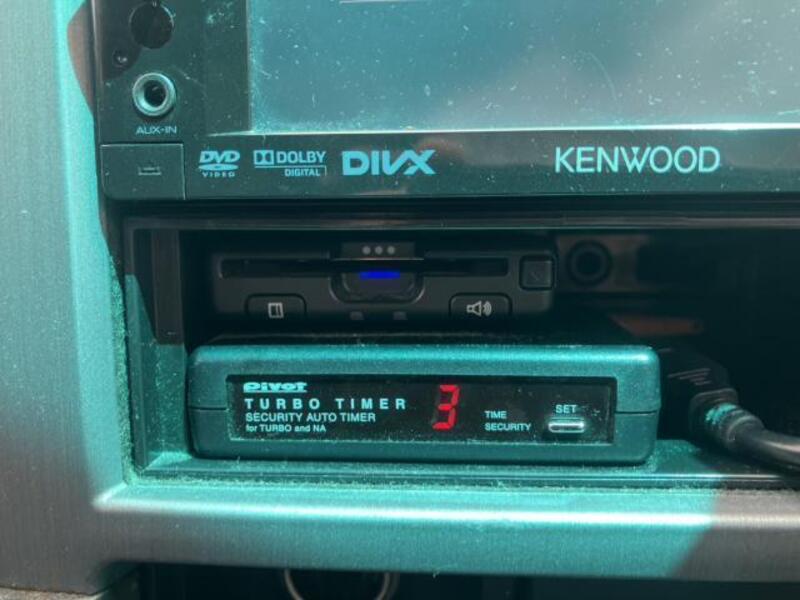 AUX-IN
DVD
VIDEO
DOLBY
DIGITAL
DIVX
KENWOOD
Pivot
TURBO TIMER
SECURITY AUTO TIMER
for TURBO and NA
3
TIME
SECURITY
SET